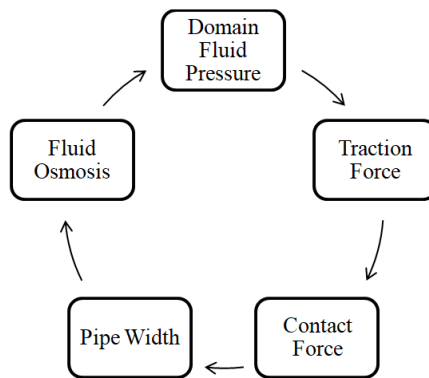 Domain
Fluid
Pressure
Traction
Force
Contact
Force
Pipe Width
Fluid
Osmosis